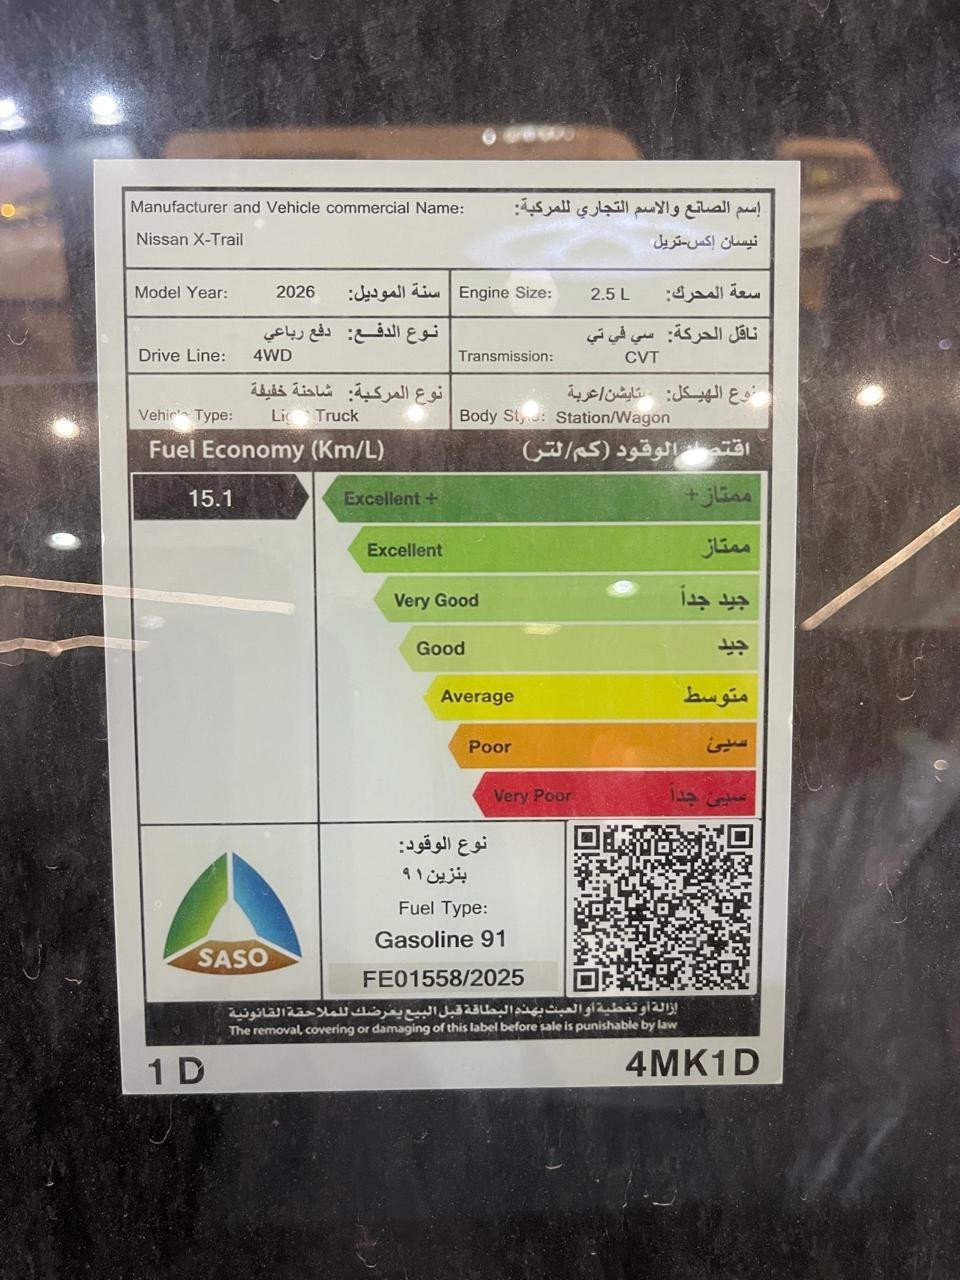 Manufacturer and Vehicle commercial Name: إسم الصانع والاسم التجاري للمركبة:
Nissan X-Trail نيسان إكس-تريل
Model Year: 2026 سنة الموديل: Engine Size: 2.5 L سعة المحرك:
نوع الدفع: دفع رباعي
Drive Line: 4WD
ناقل الحركة: سي في تي
Transmission: CVT
نوع المركبة: شاحنة خفيفة
Vehicle Type: Light Truck
نوع الهيكل: ستايشن/عربة
Body Style: Station/Wagon
Fuel Economy (Km/L) اقتصاد الوقود (كم/لتر)
15.1 Excellent + ممتاز+
Excellent ممتاز
Very Good جيد جداً
Good جيد
Average متوسط
Poor سيئ
Very Poor سيئ جداً
SASO
نوع الوقود:
بنزين٩١
Fuel Type:
Gasoline 91
FE01558/2025
إزالة أو تغطية أو العبث بهذه البطاقة قبل البيع يعرضك للملاحقة القانونية
The removal, covering or damaging of this label before sale is punishable by law
1 D 4MK1D